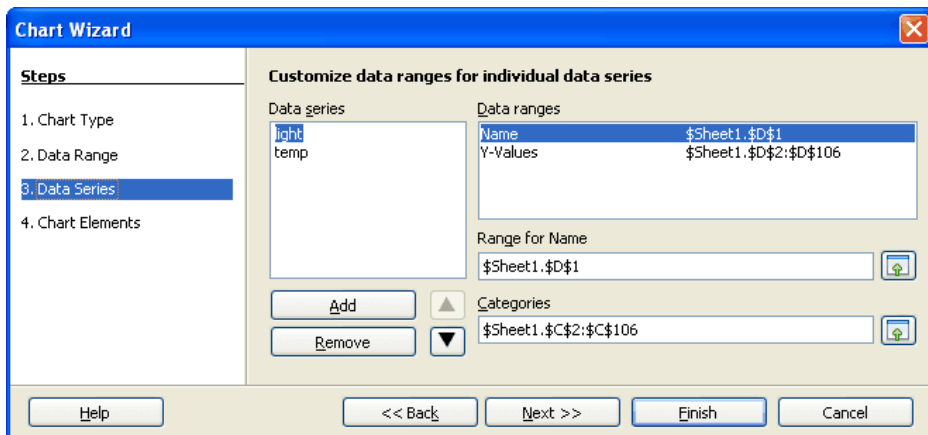 Chart Wizard
Steps
1. Chart Type
2. Data Range
3. Data Series
4. Chart Elements
Customize data ranges for individual data series
Data series
light
temp
Add
Remove
Data ranges
Name $Sheet1.$D$1
Y-Values $Sheet1.$D$2:$D$106
Range for Name
$Sheet1.$D$1
Categories
$Sheet1.$C$2:$C$106
Help
<< Back
Next >>
Finish
Cancel